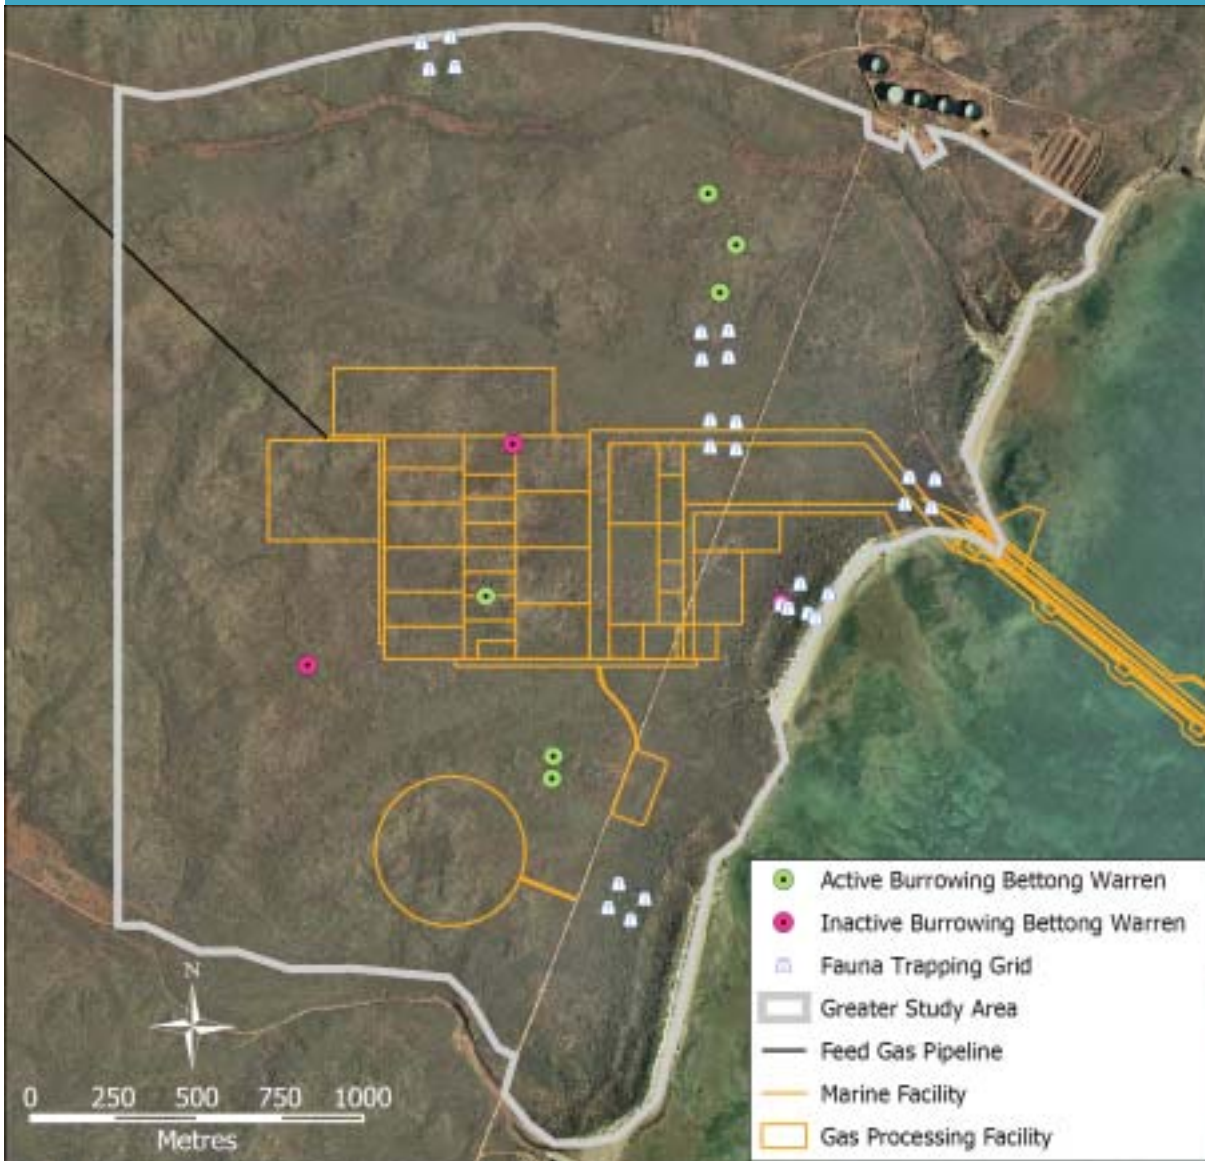 Active Burrowing Bettong Warren
Inactive Burrowing Bettong Warren
Fauna Trapping Grid
Greater Study Area
Feed Gas Pipeline
Marine Facility
Gas Processing Facility
N
0 250 500 750 1000
Metres